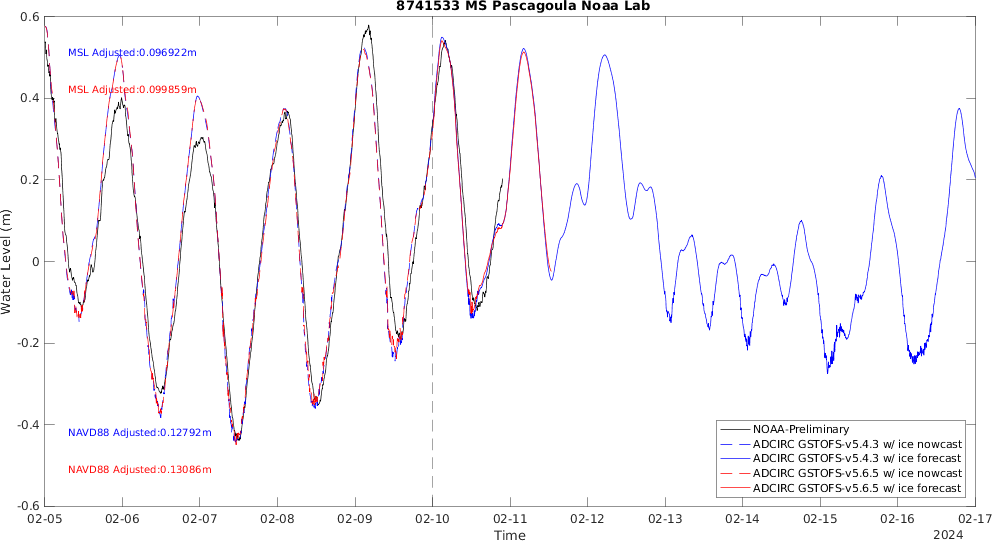 8741533 MS Pascagoula Noaa Lab
0.6
0.4
0.2
0
-0.2
-0.4
-0.6
Water Level (m)
MSL Adjusted:0.096922m
MSL Adjusted:0.099859m
NAVD88 Adjusted:0.12792m
NAVD88 Adjusted:0.13086m
NOAA-Preliminary
ADCIRC GSTOFS-v5.4.3 w/ ice nowcast
ADCIRC GSTOFS-v5.4.3 w/ ice forecast
ADCIRC GSTOFS-v5.6.5 w/ ice nowcast
ADCIRC GSTOFS-v5.6.5 w/ ice forecast
02-05 02-06 02-07 02-08 02-09 02-10 02-11 02-12 02-13 02-14 02-15 02-16 02-17
Time
2024